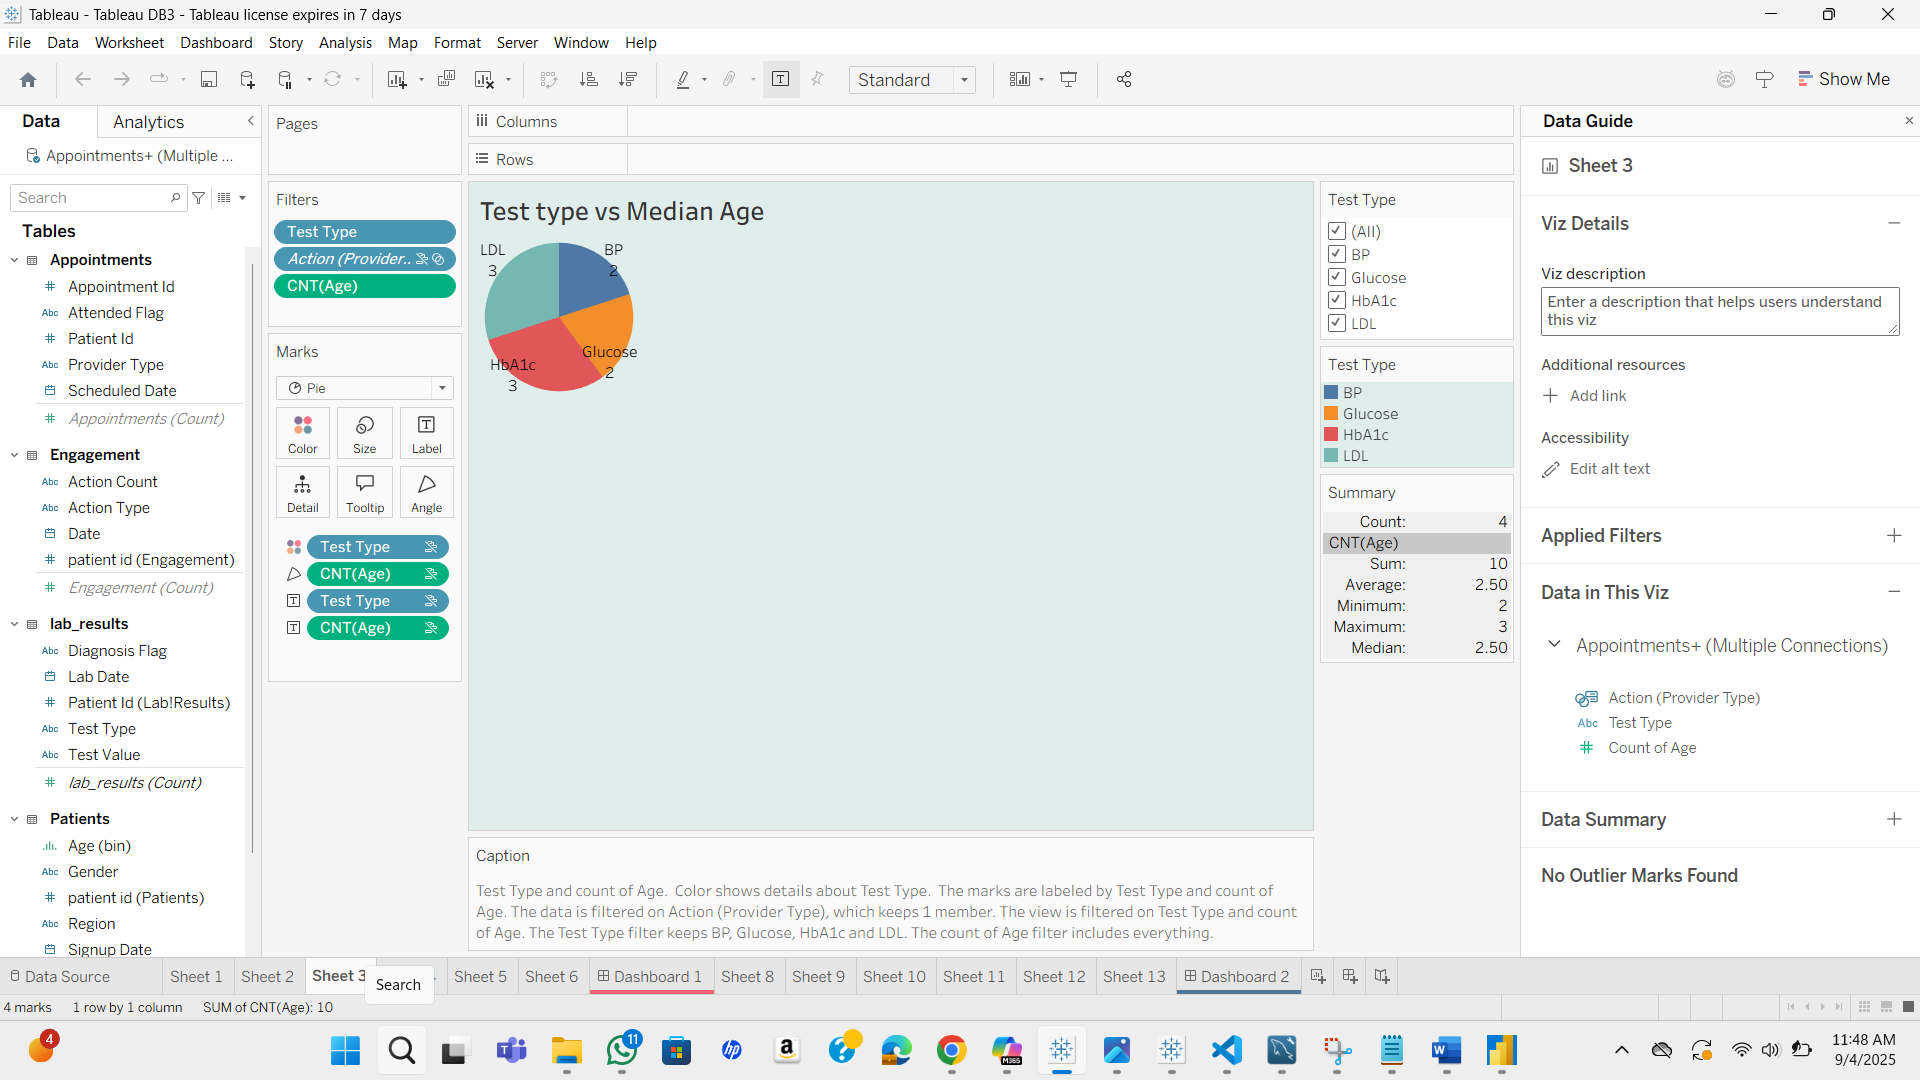 Tableau - Tableau DB3 - Tableau license expires in 7 days
File Data Worksheet Dashboard Story Analysis Map Format Server Window Help
Standard
Show Me
Data Analytics
Appointments+ (Multiple ...
Search
Tables
Appointments
Appointment Id
Abc Attended Flag
Patient Id
Abc Provider Type
Scheduled Date
Appointments (Count)
Engagement
Abc Action Count
Abc Action Type
Date
patient id (Engagement)
Engagement (Count)
lab_results
Abc Diagnosis Flag
Lab Date
Patient Id (Lab!Results)
Abc Test Type
Abc Test Value
lab_results (Count)
Patients
Age (bin)
Abc Gender
patient id (Patients)
Abc Region
Signup Date
Pages
Filters
Test Type
Action (Provider..
CNT(Age)
Marks
Pie
Color Size Label
Detail Tooltip Angle
Test Type
CNT(Age)
Test Type
CNT(Age)
Columns
Rows
Test type vs Median Age
LDL
3
BP
2
HbA1c
3
Glucose
2
Caption
Test Type and count of Age. Color shows details about Test Type. The marks are labeled by Test Type and count of
Age. The data is filtered on Action (Provider Type), which keeps 1 member. The view is filtered on Test Type and count
of Age. The Test Type filter keeps BP, Glucose, HbA1c and LDL. The count of Age filter includes everything.
Test Type
(All)
BP
Glucose
HbA1c
LDL
Test Type
BP
Glucose
HbA1c
LDL
Summary
Count: 4
CNT(Age)
Sum: 10
Average: 2.50
Minimum: 2
Maximum: 3
Median: 2.50
Data Guide
Sheet 3
Viz Details
Viz description
Enter a description that helps users understand
this viz
Additional resources
Add link
Accessibility
Edit alt text
Applied Filters
Data in This Viz
Appointments+ (Multiple Connections)
Action (Provider Type)
Abc Test Type
Count of Age
Data Summary
No Outlier Marks Found
Data Source Sheet 1 Sheet 2 Sheet 3 Sheet 5 Sheet 6 Dashboard 1 Sheet 8 Sheet 9 Sheet 10 Sheet 11 Sheet 12 Sheet 13 Dashboard 2
Search
4 marks 1 row by 1 column SUM of CNT(Age): 10
4
11
hp
a
M365
11:48 AM
9/4/2025